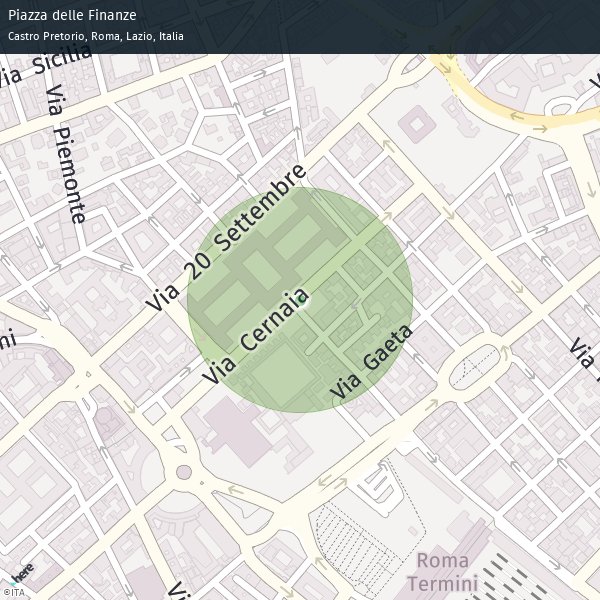 Piazza delle Finanze
Castro Pretorio, Roma, Lazio, Italia
Via Sicilia
Via Piemonte
Via 20 Settembre
Via Cernaia
Via Gaeta
Roma
Termini
here
©ITA